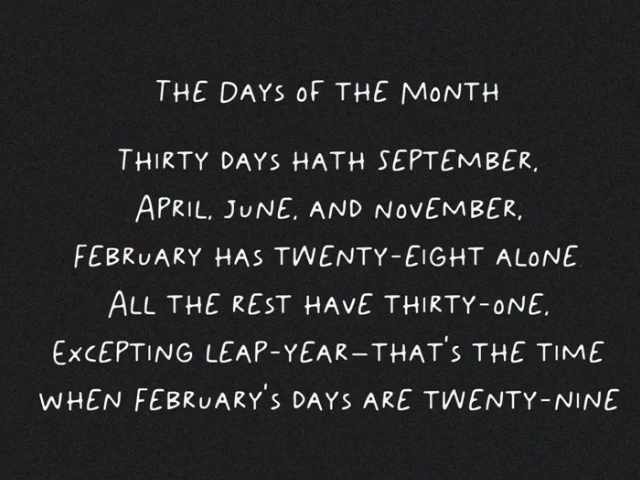 THE DAYS OF THE MONTH
THIRTY DAYS HATH SEPTEMBER,
APRIL, JUNE, AND NOVEMBER,
FEBRUARY HAS TWENTY-EIGHT ALONE
ALL THE REST HAVE THIRTY-ONE,
EXCEPTING LEAP-YEAR—THAT'S THE TIME
WHEN FEBRUARY'S DAYS ARE TWENTY-NINE